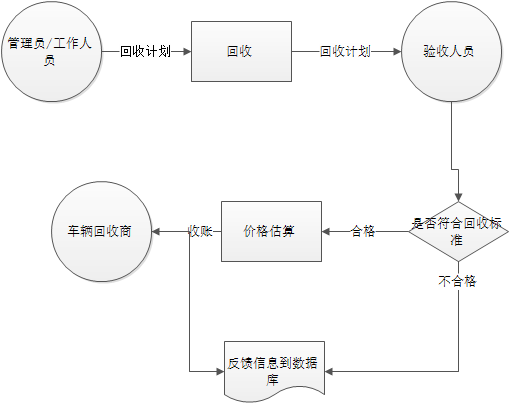 管理员/工作人
员
回收计划
回收
回收计划
验收人员
车辆回收商
收账
价格估算
合格
是否符合回收标
准
不合格
反馈信息到数据
库